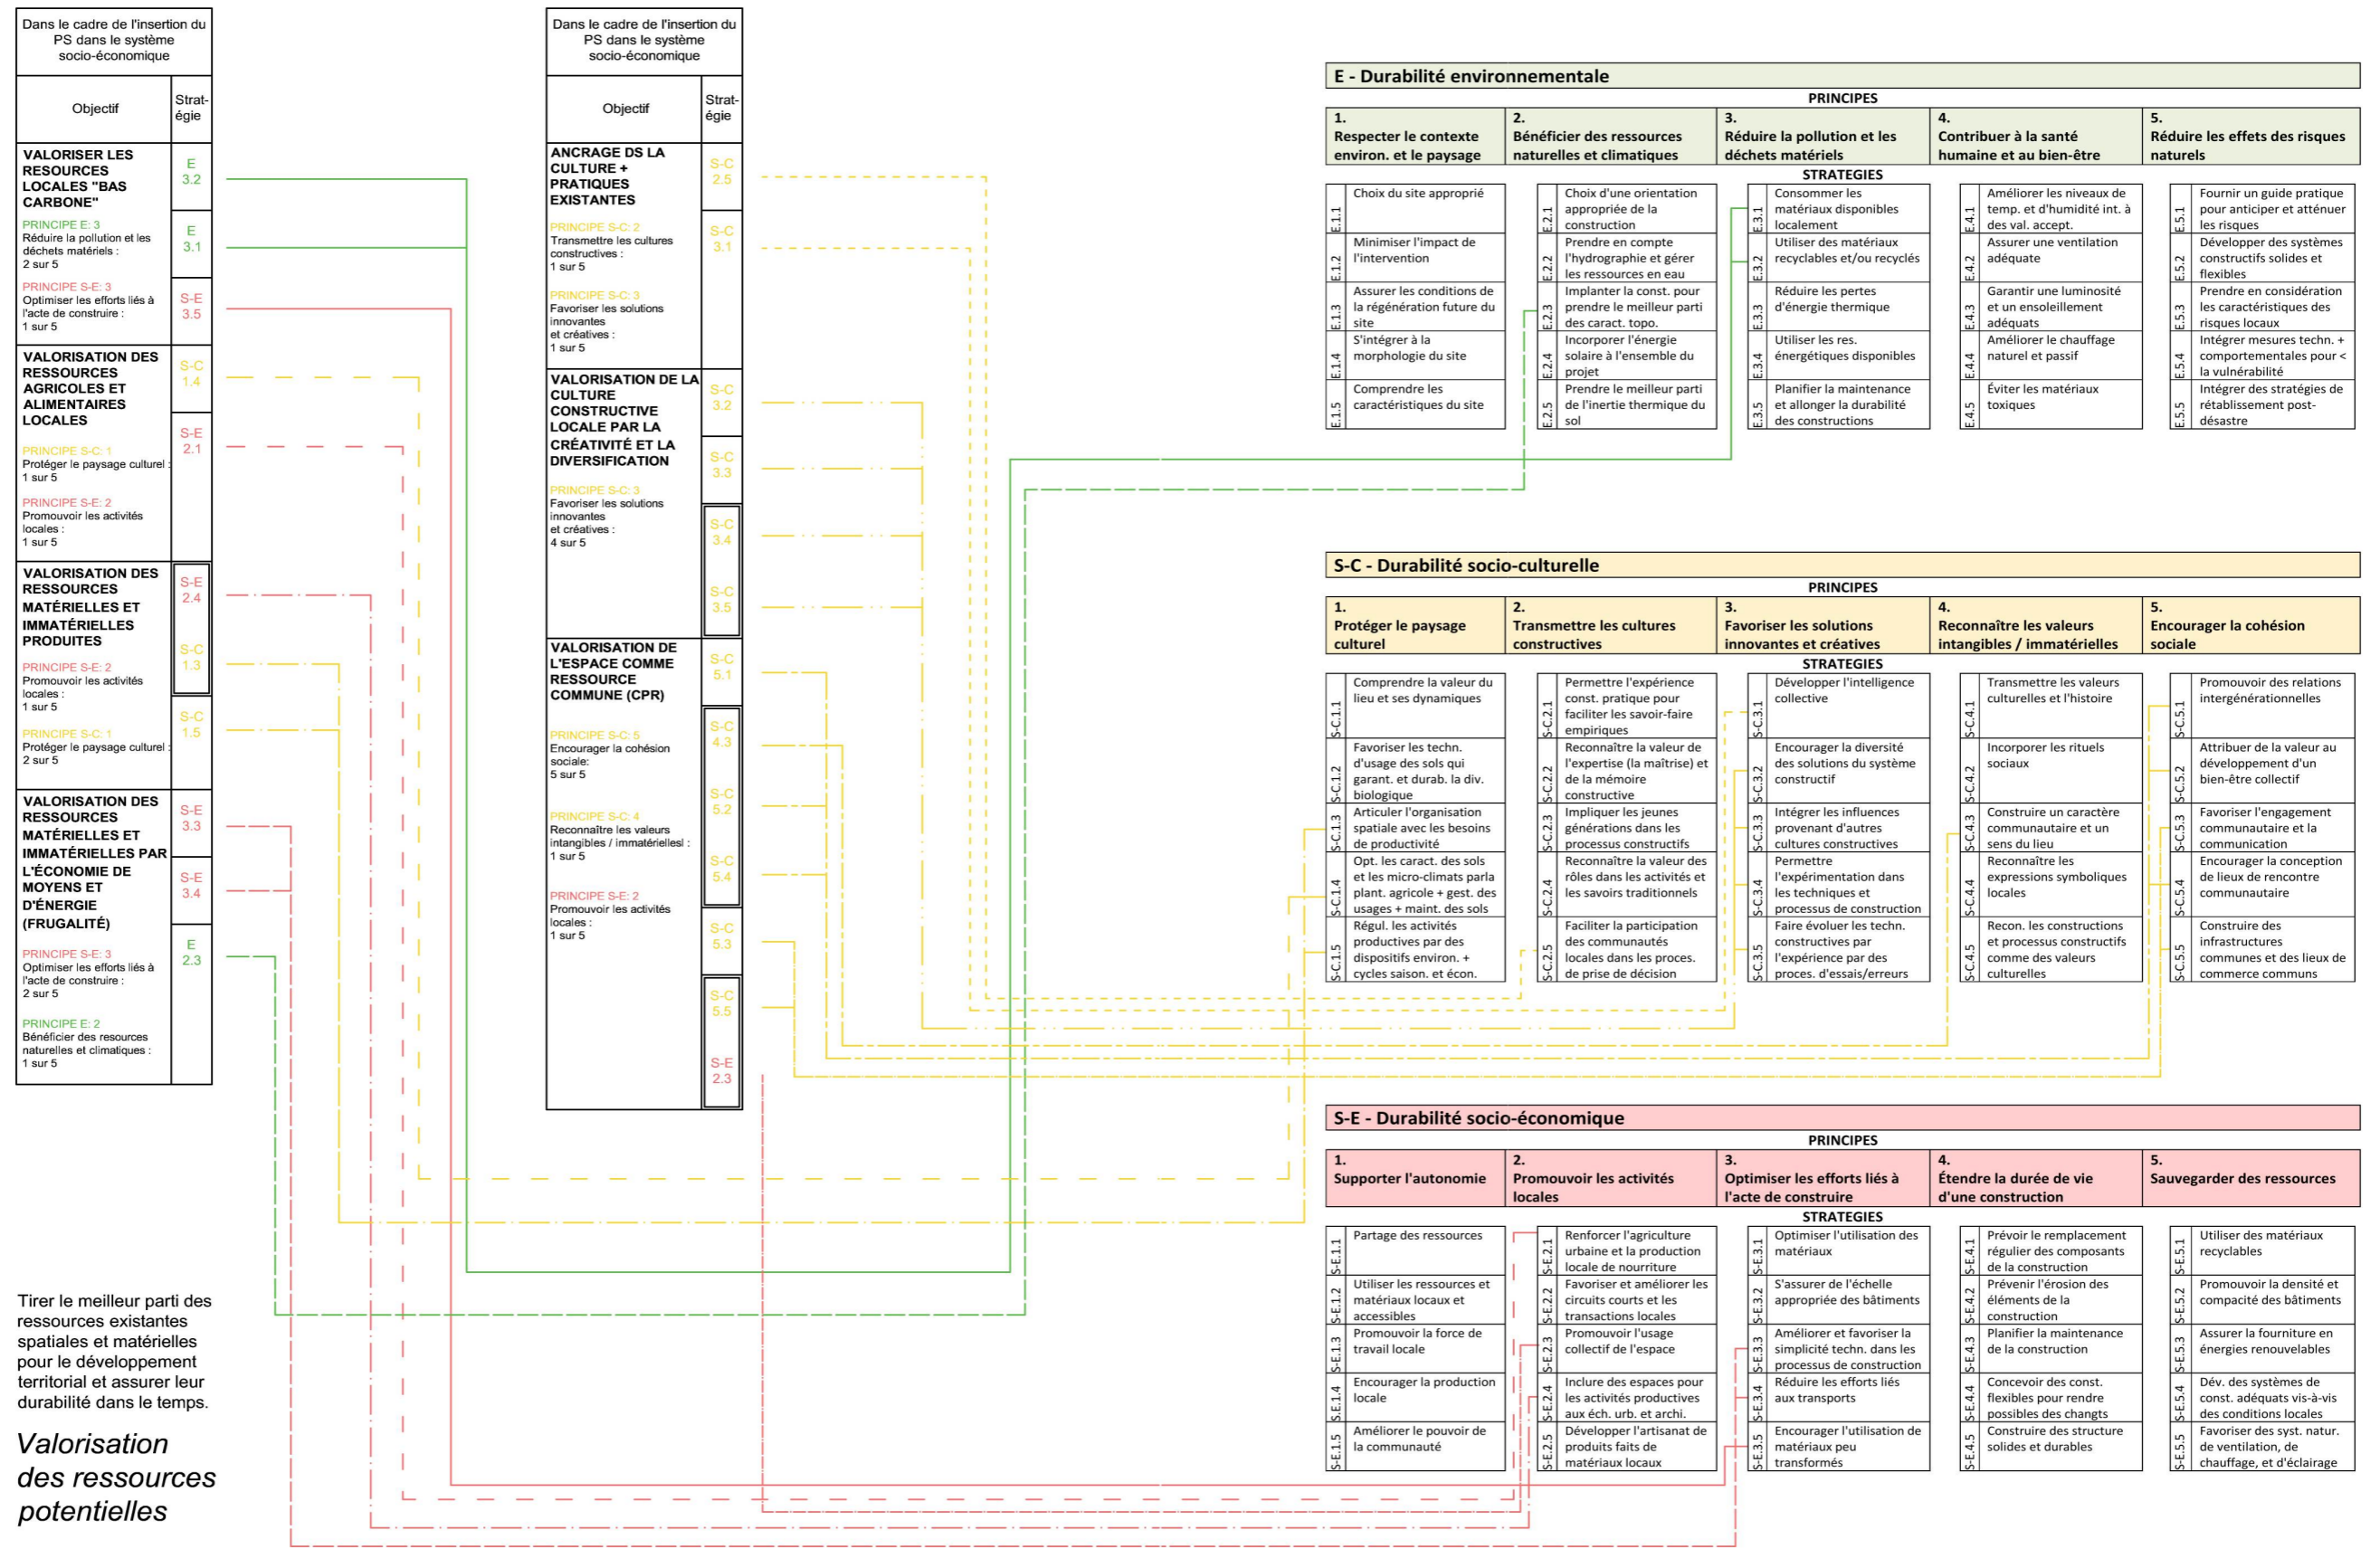 Dans le cadre de l'insertion du
PS dans le système
socio-économique
Objectif
Strat-
égie
VALORISER LES
RESOURCES
LOCALES "BAS
CARBONE"
PRINCIPE E: 3
Réduire la pollution et les
déchets matériels :
2 sur 5
PRINCIPE S-E: 3
Optimiser les efforts liés à
l'acte de construire :
1 sur 5
E
3.2
E
3.1
S-E
3.5
VALORISATION DES
RESSOURCES
AGRICOLES ET
ALIMENTAIRES
LOCALES
PRINCIPE S-C: 1
Protéger le paysage culturel :
1 sur 5
PRINCIPE S-E: 2
Promouvoir les activités
locales :
1 sur 5
S-C
1.4
S-E
2.1
VALORISATION DES
RESSOURCES
MATÉRIELLES ET
IMMATÉRIELLES
PRODUITES
PRINCIPE S-E: 2
Promouvoir les activités
locales :
1 sur 5
PRINCIPE S-C: 1
Protéger le paysage culturel :
2 sur 5
S-E
2.4
S-C
1.3
S-C
1.5
VALORISATION DES
RESSOURCES
MATÉRIELLES ET
IMMATÉRIELLES PAR
L'ÉCONOMIE DE
MOYENS ET
D'ÉNERGIE
(FRUGALITÉ)
PRINCIPE S-E: 3
Optimiser les efforts liés à
l'acte de construire :
2 sur 5
PRINCIPE E: 2
Bénéficier des resources
naturelles et climatiques :
1 sur 5
S-E
3.3
S-E
3.4
E
2.3
Tirer le meilleur parti des
ressources existantes
spatiales et matérielles
pour le développement
territorial et assurer leur
durabilité dans le temps.
Valorisation
des ressources
potentielles
Dans le cadre de l'insertion du
PS dans le système
socio-économique
Objectif
Strat-
égie
ANCRAGE DS LA
CULTURE +
PRATIQUES
EXISTANTES
PRINCIPE S-C: 2
Transmettre les cultures
constructives :
1 sur 5
PRINCIPE S-C: 3
Favoriser les solutions
innovantes
et créatives :
1 sur 5
S-C
2.5
S-C
3.1
VALORISATION DE LA
CULTURE
CONSTRUCTIVE
LOCALE PAR LA
CRÉATIVITÉ ET LA
DIVERSIFICATION
PRINCIPE S-C: 3
Favoriser les solutions
innovantes
et créatives :
4 sur 5
S-C
3.2
S-C
3.3
S-C
3.4
S-C
3.5
VALORISATION DE
L'ESPACE COMME
RESSOURCE
COMMUNE (CPR)
PRINCIPE S-C: 5
Encourager la cohésion
sociale:
5 sur 5
PRINCIPE S-C: 4
Reconnaître les valeurs
intangibles / immatériellesl :
1 sur 5
PRINCIPE S-E: 2
Promouvoir les activités
locales :
1 sur 5
S-C
5.1
S-C
4.3
S-C
5.2
S-C
5.4
S-C
5.3
S-C
5.5
S-E
2.3
E - Durabilité environnementale
PRINCIPES
1.
Respecter le contexte
environ. et le paysage
2.
Bénéficier des ressources
naturelles et climatiques
3.
Réduire la pollution et les
déchets matériels
4.
Contribuer à la santé
humaine et au bien-être
5.
Réduire les effets des risques
naturels
STRATEGIES
E.1.1
Choix du site approprié
E.1.2
Minimiser l'impact de
l'intervention
E.1.3
Assurer les conditions de
la régénération future du
site
E.1.4
S'intégrer à la
morphologie du site
E.1.5
Comprendre les
caractéristiques du site
E.2.1
Choix d'une orientation
appropriée de la
construction
E.2.2
Prendre en compte
l'hydrographie et gérer
les ressources en eau
E.2.3
Implanter la const. pour
prendre le meilleur parti
des caract. topo.
E.2.4
Incorporer l'énergie
solaire à l'ensemble du
projet
E.2.5
Prendre le meilleur parti
de l'inertie thermique du
sol
E.3.1
Consommer les
matériaux disponibles
localement
E.3.2
Utiliser des matériaux
recyclables et/ou recyclés
E.3.3
Réduire les pertes
d'énergie thermique
E.3.4
Utiliser les res.
énergétiques disponibles
E.3.5
Planifier la maintenance
et allonger la durabilité
des constructions
E.4.1
Améliorer les niveaux de
temp. et d'humidité int. à
des val. accept.
E.4.2
Assurer une ventilation
adéquate
E.4.3
Garantir une luminosité
et un ensoleillement
adéquats
E.4.4
Améliorer le chauffage
naturel et passif
E.4.5
Éviter les matériaux
toxiques
E.5.1
Fournir un guide pratique
pour anticiper et atténuer
les risques
E.5.2
Développer des systèmes
constructifs solides et
flexibles
E.5.3
Prendre en considération
les caractéristiques des
risques locaux
E.5.4
Intégrer mesures techn. +
comportementales pour <
la vulnérabilité
E.5.5
Intégrer des stratégies de
rétablissement post-
désastre
S-C - Durabilité socio-culturelle
PRINCIPES
1.
Protéger le paysage
culturel
2.
Transmettre les cultures
constructives
3.
Favoriser les solutions
innovantes et créatives
4.
Reconnaître les valeurs
intangibles / immatérielles
5.
Encourager la cohésion
sociale
STRATEGIES
S-C.1.1
Comprendre la valeur du
lieu et ses dynamiques
S-C.1.2
Favoriser les techn.
d'usage des sols qui
garant. et durab. la div.
biologique
S-C.1.3
Articuler l'organisation
spatiale avec les besoins
de productivité
S-C.1.4
Opt. les caract. des sols
et les micro-climats parla
plant. agricole + gest. des
usages + maint. des sols
S-C.1.5
Régul. les activités
productives par des
dispositifs environ. +
cycles saison. et écon.
S-C.2.1
Permettre l'expérience
const. pratique pour
faciliter les savoir-faire
empiriques
S-C.2.2
Reconnaître la valeur de
l'expertise (la maîtrise) et
de la mémoire
constructive
S-C.2.3
Impliquer les jeunes
générations dans les
processus constructifs
S-C.2.4
Reconnaître la valeur des
rôles dans les activités et
les savoirs traditionnels
S-C.2.5
Faciliter la participation
des communautés
locales dans les proces.
de prise de décision
S-C.3.1
Développer l'intelligence
collective
S-C.3.2
Encourager la diversité
des solutions du système
constructif
S-C.3.3
Intégrer les influences
provenant d'autres
cultures constructives
S-C.3.4
Permettre
l'expérimentation dans
les techniques et
processus de construction
S-C.3.5
Faire évoluer les techn.
constructives par
l'expérience par des
proces. d'essais/erreurs
S-C.4.1
Transmettre les valeurs
culturelles et l'histoire
S-C.4.2
Incorporer les rituels
sociaux
S-C.4.3
Construire un caractère
communautaire et un
sens du lieu
S-C.4.4
Reconnaître les
expressions symboliques
locales
S-C.4.5
Recon. les constructions
et processus constructifs
comme des valeurs
culturelles
S-C.5.1
Promouvoir des relations
intergénérationnelles
S-C.5.2
Attribuer de la valeur au
développement d'un
bien-être collectif
S-C.5.3
Favoriser l'engagement
communautaire et la
communication
S-C.5.4
Encourager la conception
de lieux de rencontre
communautaire
S-C.5.5
Construire des
infrastructures
communes et des lieux de
commerce communs
S-E - Durabilité socio-économique
PRINCIPES
1.
Supporter l'autonomie
2.
Promouvoir les activités
locales
3.
Optimiser les efforts liés à
l'acte de construire
4.
Étendre la durée de vie
d'une construction
5.
Sauvegarder des ressources
STRATEGIES
S-E.1.1
Partage des ressources
S-E.1.2
Utiliser les ressources et
matériaux locaux et
accessibles
S-E.1.3
Promouvoir la force de
travail locale
S.E.1.4
Encourager la production
locale
S-E.1.5
Améliorer le pouvoir de
la communauté
S-E.2.1
Renforcer l'agriculture
urbaine et la production
locale de nourriture
S-E.2.2
Favoriser et améliorer les
circuits courts et les
transactions locales
S-E.2.3
Promouvoir l'usage
collectif de l'espace
S-E.2.4
Inclure des espaces pour
les activités productives
aux éch. urb. et archi.
S-E.2.5
Développer l'artisanat de
produits faits de
matériaux locaux
S-E.3.1
Optimiser l'utilisation des
matériaux
S-E.3.2
S'assurer de l'échelle
appropriée des bâtiments
S-E.3.3
Améliorer et favoriser la
simplicité techn. dans les
processus de construction
S-E.3.4
Réduire les efforts liés
aux transports
S-E.3.5
Encourager l'utilisation de
matériaux peu
transformés
S-E.4.1
Prévoir le remplacement
régulier des composants
de la construction
S-E.4.2
Prévenir l'érosion des
éléments de la
construction
S-E.4.3
Planifier la maintenance
de la construction
S-E.4.4
Concevoir des const.
flexibles pour rendre
possibles des changts
S-E.4.5
Construire des structure
solides et durables
S-E.5.1
Utiliser des matériaux
recyclables
S-E.5.2
Promouvoir la densité et
compacité des bâtiments
S-E.5.3
Assurer la fourniture en
énergies renouvelables
S-E.5.4
Dév. des systèmes de
const. adéquats vis-à-vis
des conditions locales
S-E.5.5
Favoriser des syst. natur.
de ventilation, de
chauffage, et d'éclairage